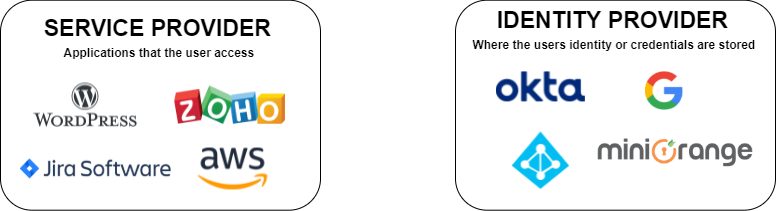 SERVICE PROVIDER
Applications that the user access
WORDPRESS
ZOHO
Jira Software
aws
IDENTITY PROVIDER
Where the users identity or credentials are stored
okta
G
miniOrange